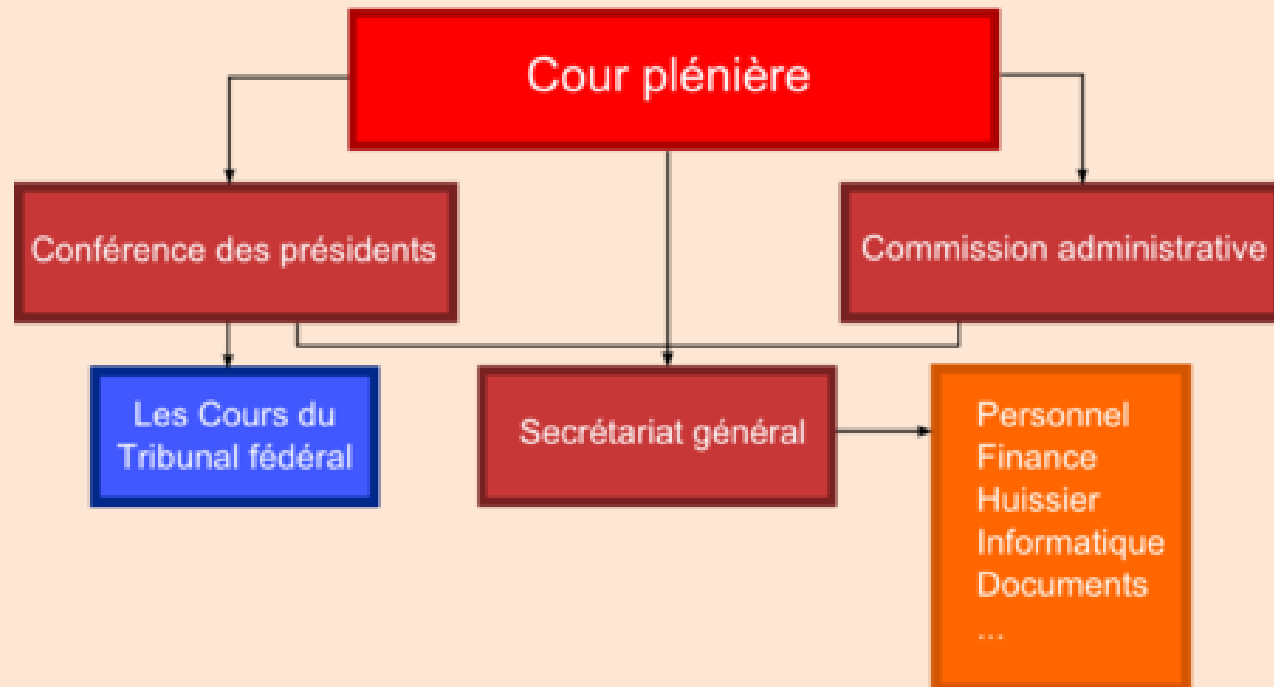 Cour plénière
Conférence des présidents
Commission administrative
Les Cours du
Tribunal fédéral
Secrétariat général
Personnel
Finance
Huissier
Informatique
Documents
...